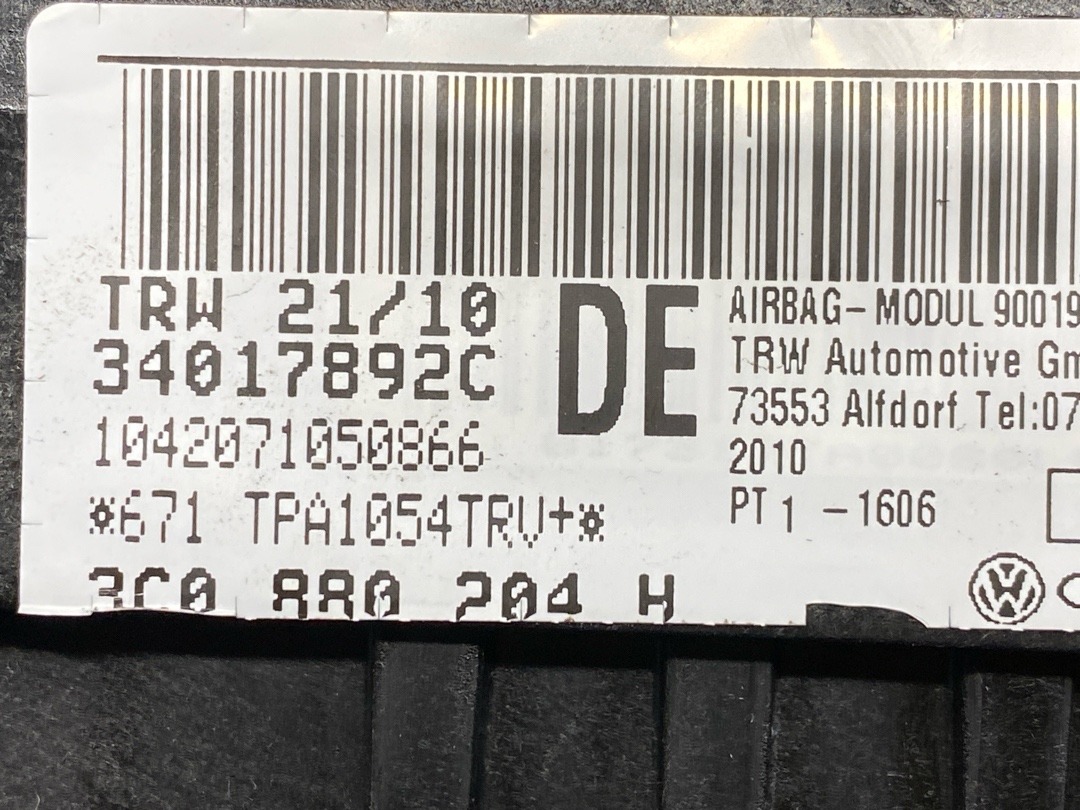 TRW 21/10
34017892C
1042071050866
*671 TPA1054TRV+*
3C0 880 204 H
DE
AIRBAG-MODUL 90019
TRW Automotive Gm
73553 Alfdorf Tel:07
2010
PT 1 -1606